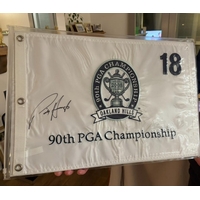 90TH PGA CHAMPIONSHIP
18
OAKLAND HILLS
90th PGA Championship